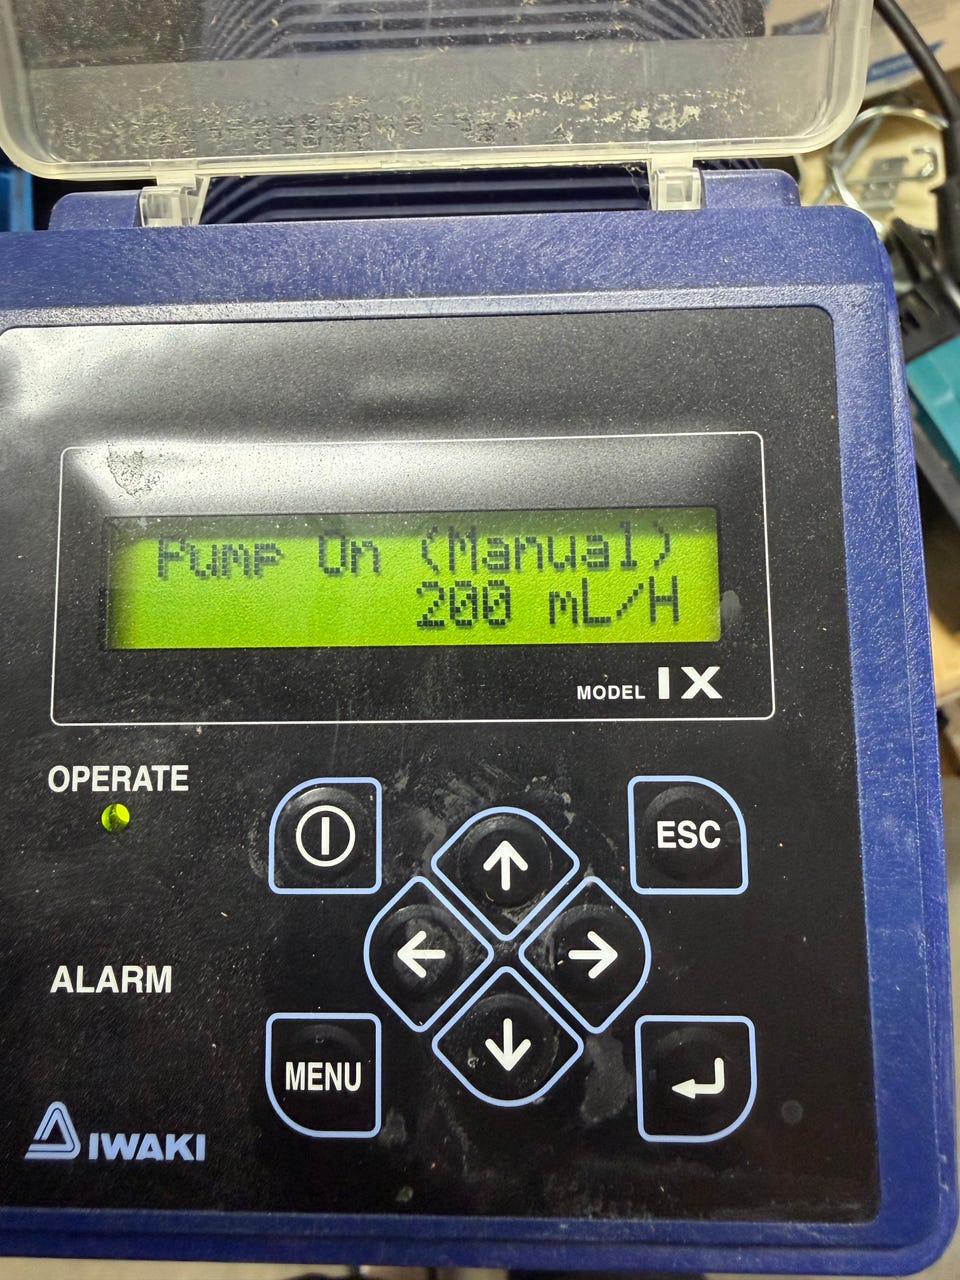 Pump On (Manual)
200 mL/H
MODEL IX
OPERATE
ESC
ALARM
MENU
IWAKI